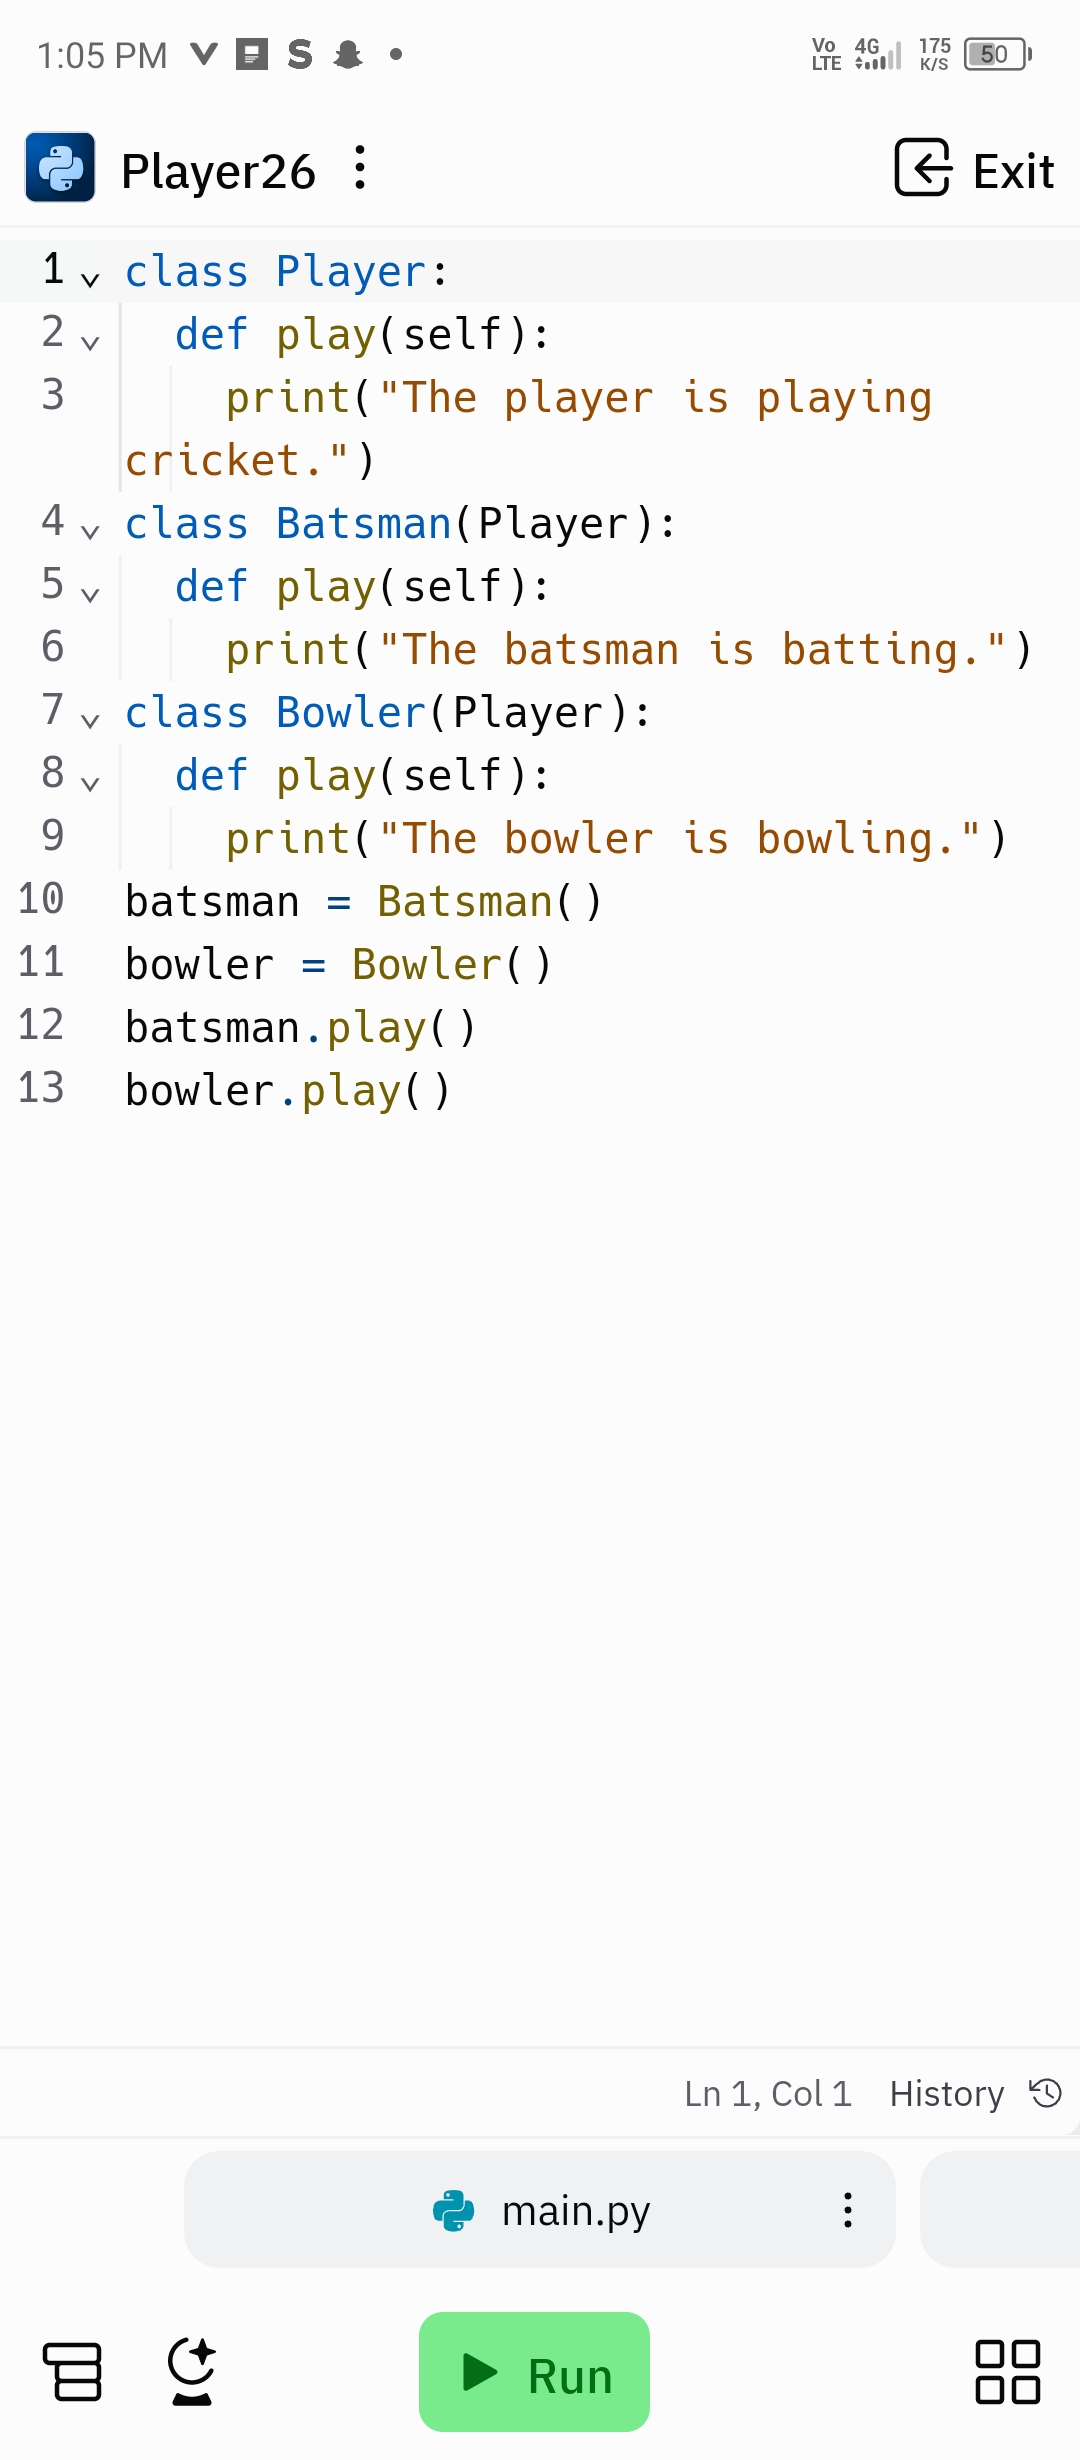 1:05 PM S Vo LTE 4G 175 K/S 50
Player26 Exit
1 class Player:
2 def play(self):
3 print("The player is playing
cricket.")
4 class Batsman(Player):
5 def play(self):
6 print("The batsman is batting.")
7 class Bowler(Player):
8 def play(self):
9 print("The bowler is bowling.")
10 batsman = Batsman()
11 bowler = Bowler()
12 batsman.play()
13 bowler.play()
Ln 1, Col 1 History
main.py
Run